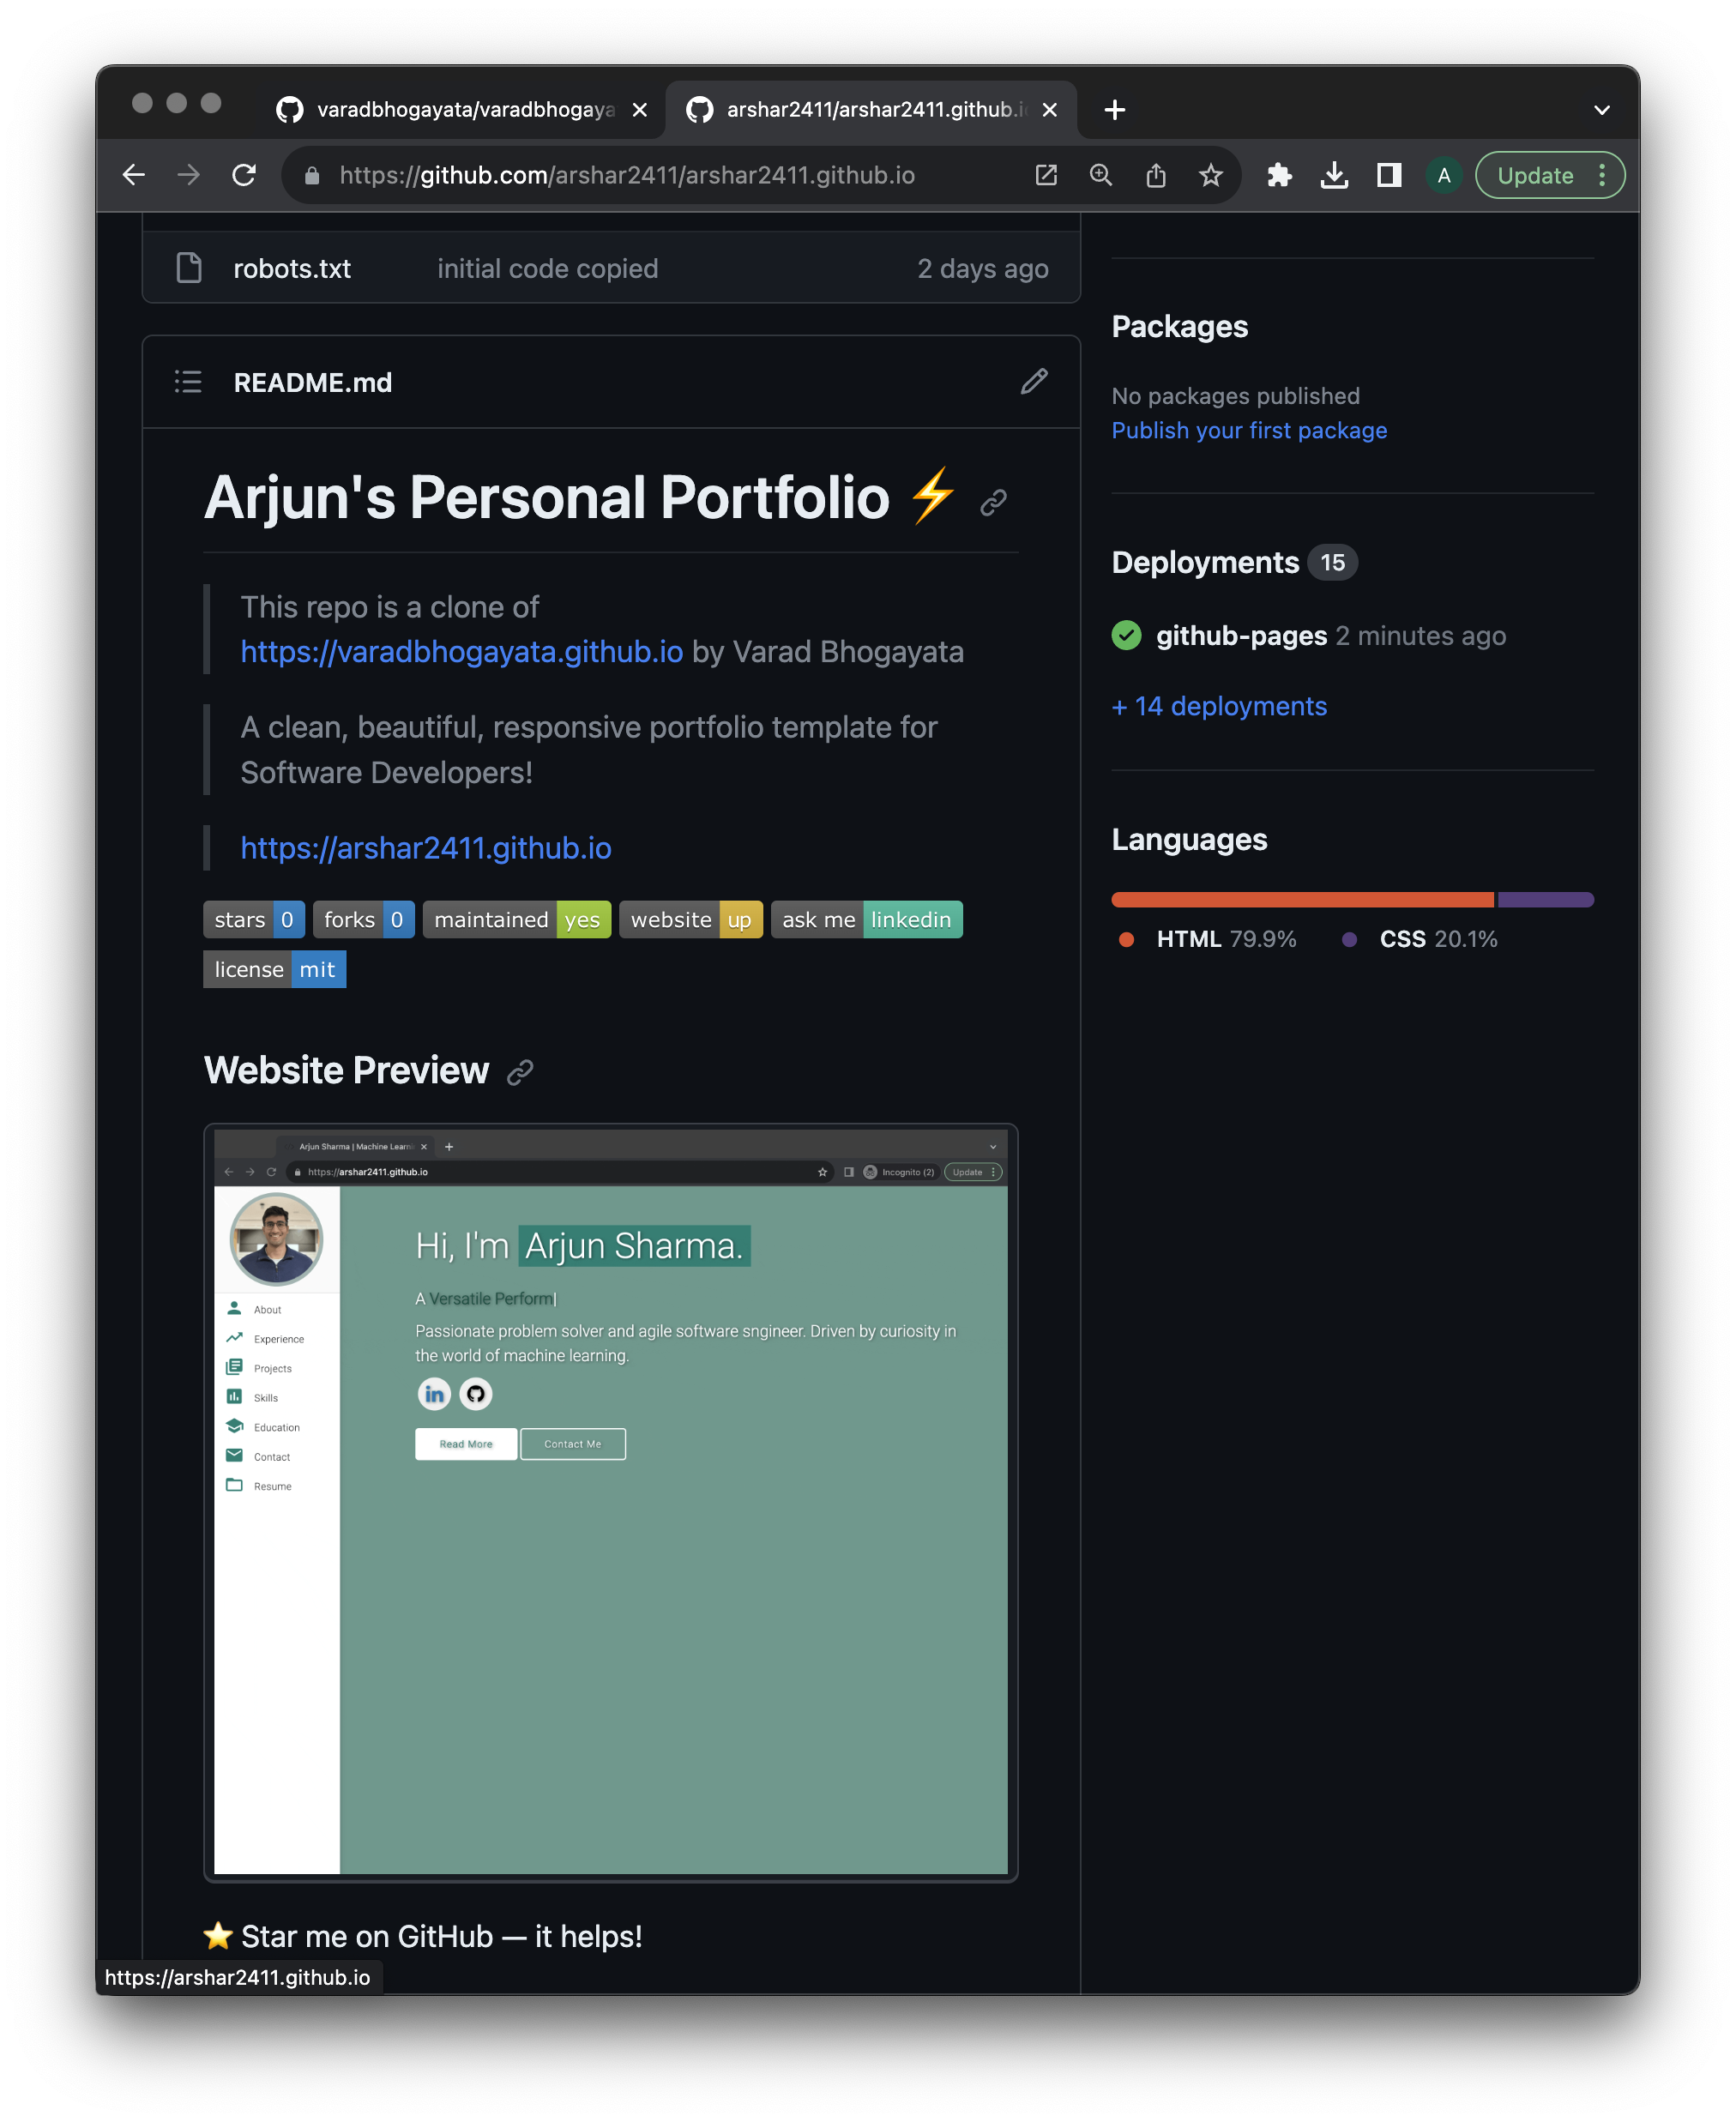 varadbhogayata/varadbhogaya
arshar2411/arshar2411.github.io
https://github.com/arshar2411/arshar2411.github.io
A
Update
robots.txt initial code copied 2 days ago
README.md
Arjun's Personal Portfolio ⚡
This repo is a clone of
https://varadbhogayata.github.io by Varad Bhogayata
A clean, beautiful, responsive portfolio template for
Software Developers!
https://arshar2411.github.io
stars 0 forks 0 maintained yes website up ask me linkedin
license mit
Website Preview
Arjun Sharma | Machine Learni
https://arshar2411.github.io
Incognito (2)
Update
About
Experience
Projects
Skills
Education
Contact
Resume
Hi, I'm Arjun Sharma.
A Versatile Perform|
Passionate problem solver and agile software sngineer. Driven by curiosity in
the world of machine learning.
in
Read More
Contact Me
⭐ Star me on GitHub — it helps!
https://arshar2411.github.io
Packages
No packages published
Publish your first package
Deployments 15
github-pages 2 minutes ago
+ 14 deployments
Languages
HTML 79.9% CSS 20.1%